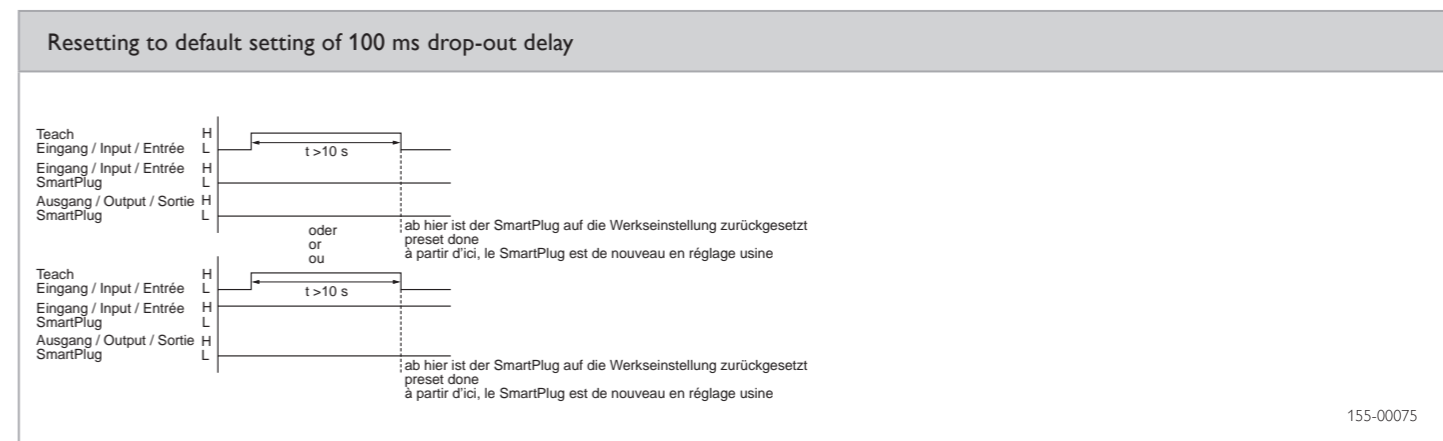 Resetting to default setting of 100 ms drop-out delay
Teach H
Eingang / Input / Entrée L
t >10 s
Eingang / Input / Entrée H
SmartPlug L
Ausgang / Output / Sortie H
SmartPlug L
ab hier ist der SmartPlug auf die Werkseinstellung zurückgesetzt
preset done
à partir d'ici, le SmartPlug est de nouveau en réglage usine
oder
or
ou
Teach H
Eingang / Input / Entrée L
t >10 s
Eingang / Input / Entrée H
SmartPlug L
Ausgang / Output / Sortie H
SmartPlug L
ab hier ist der SmartPlug auf die Werkseinstellung zurückgesetzt
preset done
à partir d'ici, le SmartPlug est de nouveau en réglage usine
155-00075